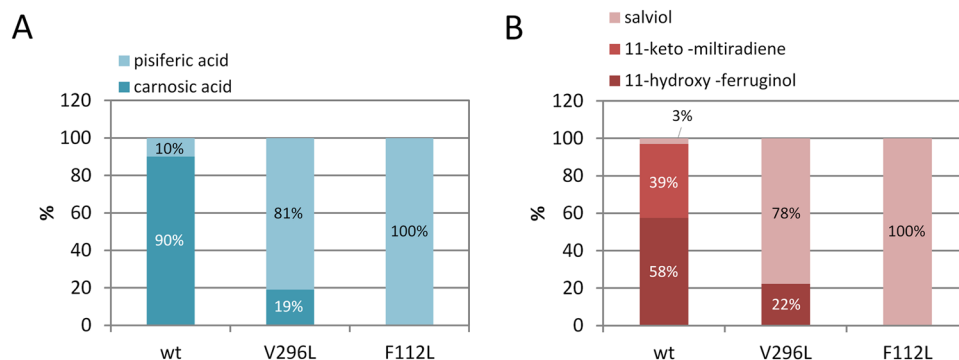 A
pisiferic acid
carnosic acid
120
100
80
60
40
20
0
%
10%
90%
81%
19%
100%
wt
V296L
F112L
B
salviol
11-keto -miltiradiene
11-hydroxy -ferruginol
120
100
80
60
40
20
0
%
3%
39%
58%
78%
22%
100%
wt
V296L
F112L